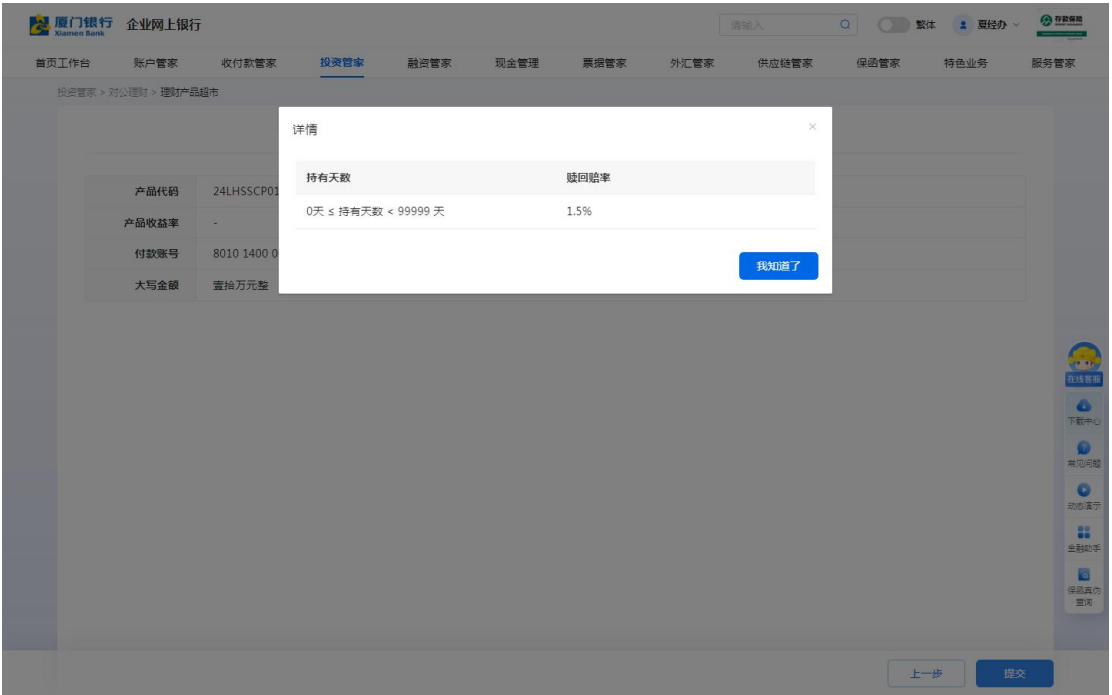 厦门银行 企业网上银行 请输入 繁体 夏经办 存款保险
Xiamen Bank
首页工作台 账户管家 收付款管家 投资管家 融资管家 现金管理 票据管家 外汇管家 供应链管家 保函管家 特色业务 服务管家
投资管家 > 对公理财 > 理财产品超市
详情 ×
持有天数 赎回赔率
0天 ≤ 持有天数 < 99999 天 1.5%
我知道了
产品代码 24LHSSCP01
产品收益率 -
付款账号 8010 1400 0
大写金额 壹拾万元整
在线客服
下载中心
常见问题
动态演示
金融助手
保函真伪
查询
上一步 提交